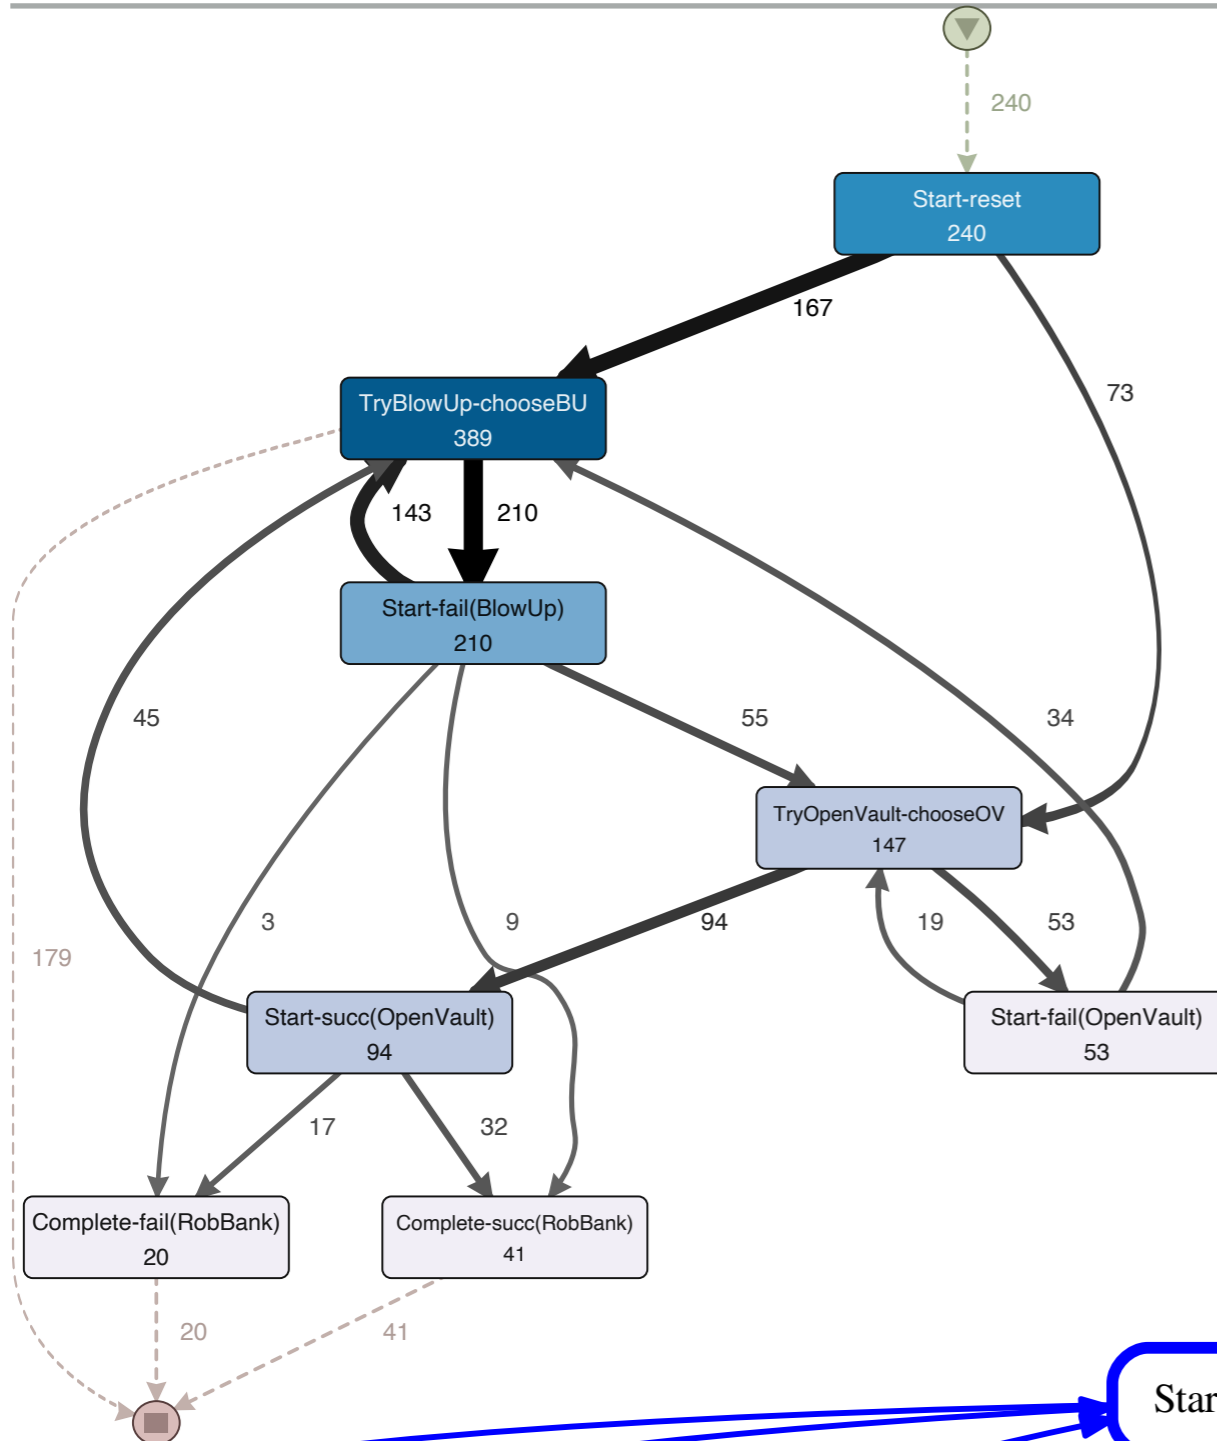 240
Start-reset
240
167
73
TryBlowUp-chooseBU
389
143
210
Start-fail(BlowUp)
210
45
55
34
TryOpenVault-chooseOV
147
3
9
94
19
53
179
Start-succ(OpenVault)
94
Start-fail(OpenVault)
53
17
32
Complete-fail(RobBank)
20
Complete-succ(RobBank)
41
20
41
Star